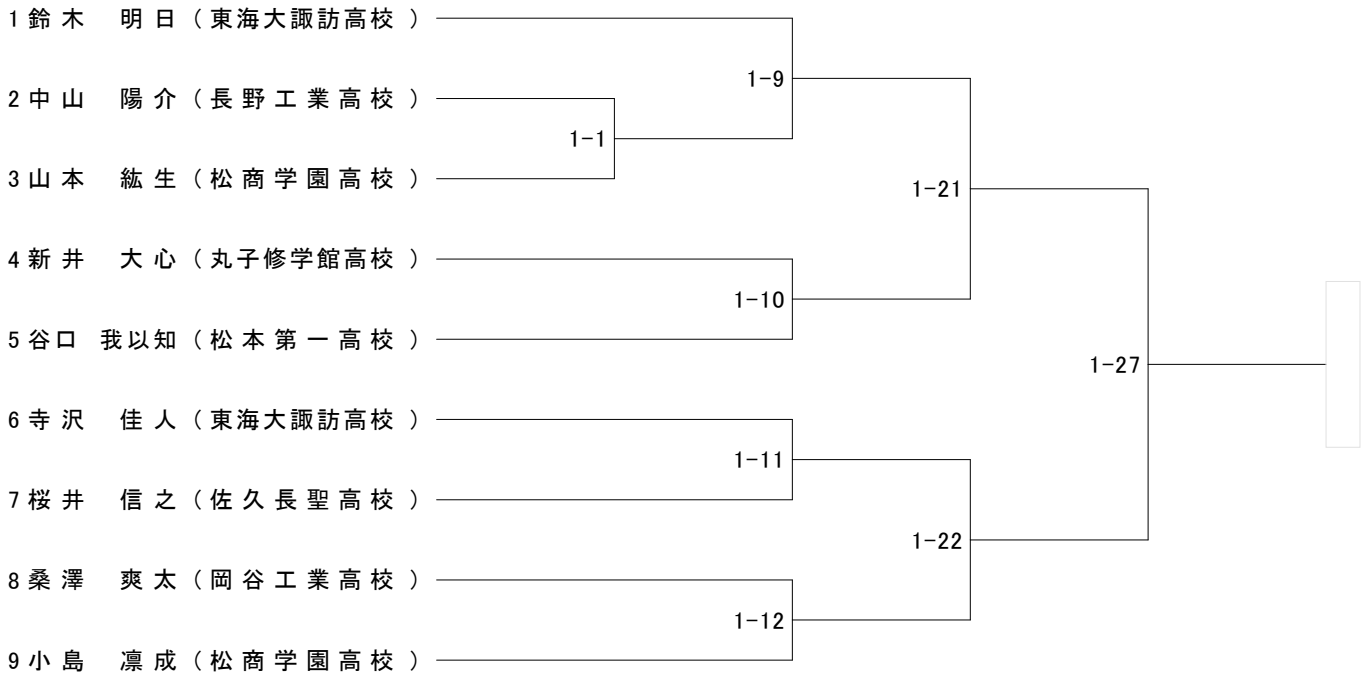 1 鈴木 明日（東海大諏訪高校 ）
1-9
2 中山 陽介（長野工業高校 ）
1-1
3 山本 紘生（松商学園高校 ）
1-21
4 新井 大心（丸子修学館高校 ）
1-10
5 谷口 我以知（松本第一高校 ）
1-27
6 寺沢 佳人（東海大諏訪高校 ）
1-11
7 桜井 信之（佐久長聖高校 ）
1-22
8 桑澤 爽太（岡谷工業高校 ）
1-12
9 小島 凛成（松商学園高校 ）